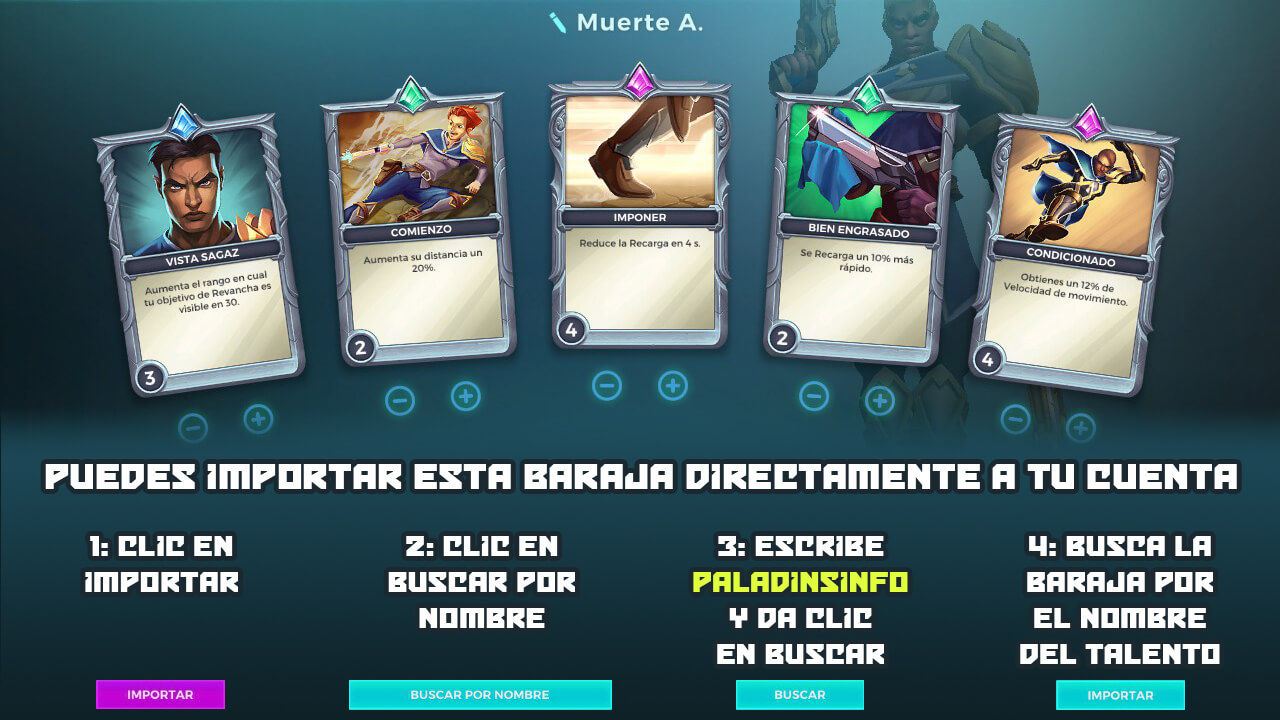 Muerte A.
VISTA SAGAZ
Aumenta el rango en cual
tu objetivo de Revancha es
visible en 30.
3
COMIENZO
Aumenta su distancia un
20%.
2
IMPONER
Reduce la Recarga en 4 s.
4
BIEN ENGRASADO
Se Recarga un 10% más
rápido.
2
CONDICIONADO
Obtienes un 12% de
Velocidad de movimiento.
4
PUEDES IMPORTAR ESTA BARAJA DIRECTAMENTE A TU CUENTA
1: CLIC EN
IMPORTAR
IMPORTAR
2: CLIC EN
BUSCAR POR
NOMBRE
BUSCAR POR NOMBRE
3: ESCRIBE
PALADINSINFO
Y DA CLIC
EN BUSCAR
BUSCAR
4: BUSCA LA
BARAJA POR
EL NOMBRE
DEL TALENTO
IMPORTAR